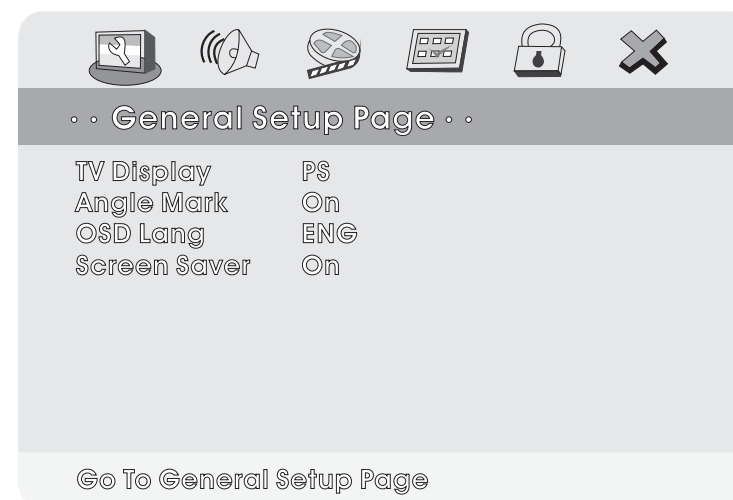 ·· General Setup Page ··
TV Display PS
Angle Mark On
OSD Lang ENG
Screen Saver On
Go To General Setup Page